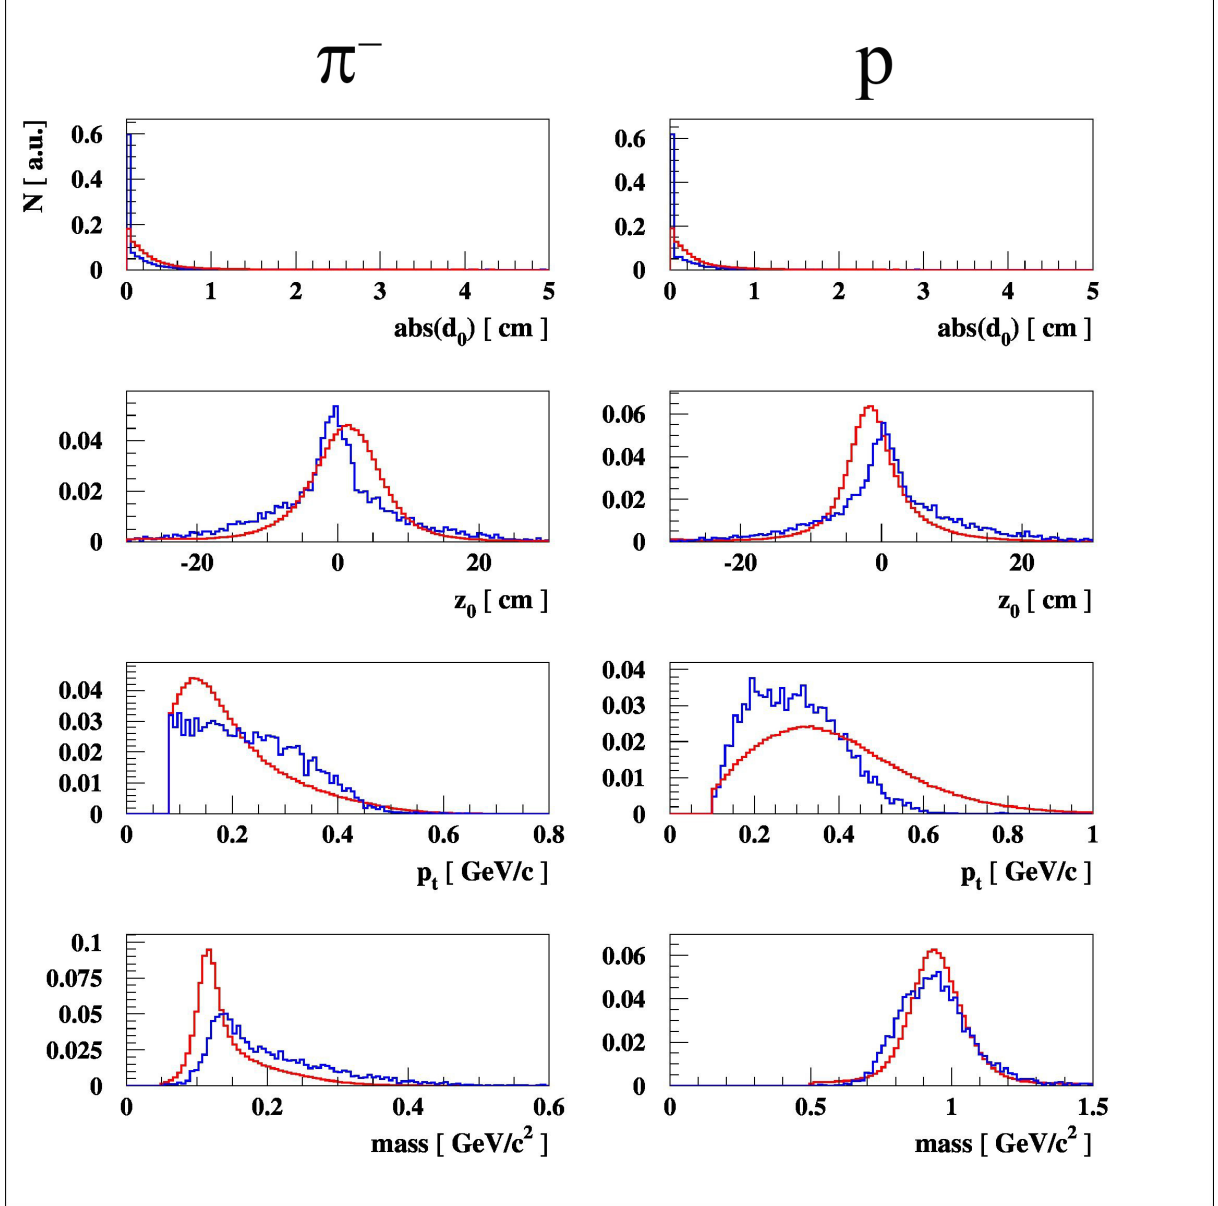 π⁻ p
N [ a.u.]
0.6
0.4
0.2
0
0 1 2 3 4 5
abs(d₀) [ cm ]
0.6
0.4
0.2
0
0 1 2 3 4 5
abs(d₀) [ cm ]
0.04
0.02
0
-20 0 20
z₀ [ cm ]
0.06
0.04
0.02
0
-20 0 20
z₀ [ cm ]
0.04
0.03
0.02
0.01
0
0 0.2 0.4 0.6 0.8
pₜ [ GeV/c ]
0.04
0.03
0.02
0.01
0
0 0.2 0.4 0.6 0.8 1
pₜ [ GeV/c ]
0.1
0.075
0.05
0.025
0
0 0.2 0.4 0.6
mass [ GeV/c² ]
0.06
0.04
0.02
0
0 0.5 1 1.5
mass [ GeV/c² ]